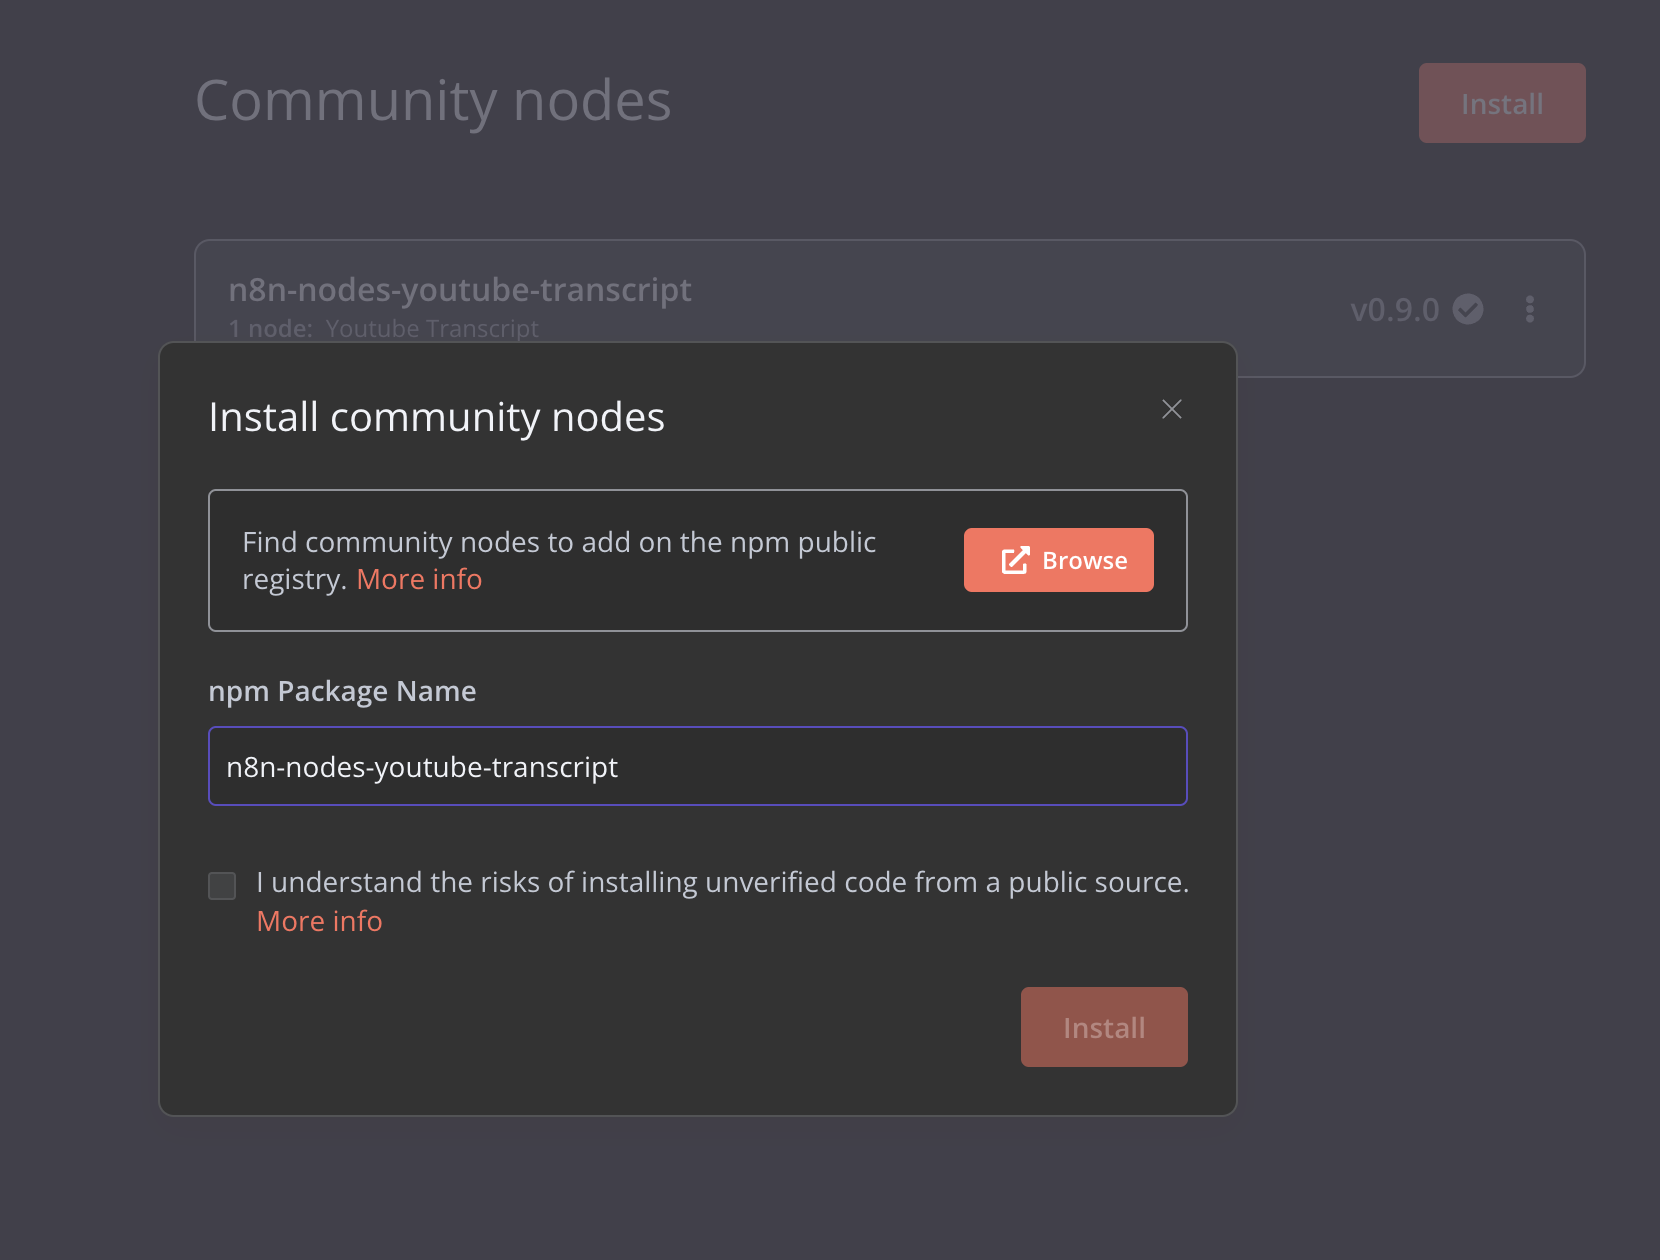 Community nodes
Install
n8n-nodes-youtube-transcript
1 node: Youtube Transcript
v0.9.0
Install community nodes
Find community nodes to add on the npm public
registry. More info
Browse
npm Package Name
n8n-nodes-youtube-transcript
I understand the risks of installing unverified code from a public source.
More info
Install